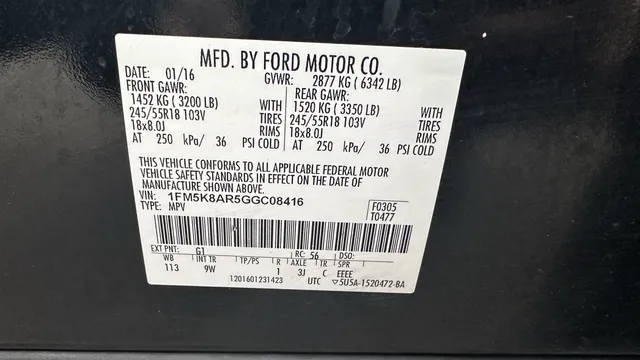 MFD. BY FORD MOTOR CO.
DATE: 01/16 GVWR: 2877 KG ( 6342 LB)
FRONT GAWR: REAR GAWR:
1452 KG ( 3200 LB) WITH 1520 KG ( 3350 LB) WITH
245/55R18 103V TIRES 245/55R18 103V TIRES
18x8.0J RIMS 18x8.0J RIMS
AT 250 kPa/ 36 PSI COLD AT 250 kPa/ 36 PSI COLD
THIS VEHICLE CONFORMS TO ALL APPLICABLE FEDERAL MOTOR
VEHICLE SAFETY STANDARDS IN EFFECT ON THE DATE OF
MANUFACTURE SHOWN ABOVE.
VIN: 1FM5K8AR5GGC08416 F0305
TYPE: MPV T0477
EXT PNT: G1 RC: 56 DSO:
WB INT TR TP/PS R AXLE TR SPR
113 9W 1 3J C EEEE
1201601231423 UTC ▽5U5A-1520472-BA